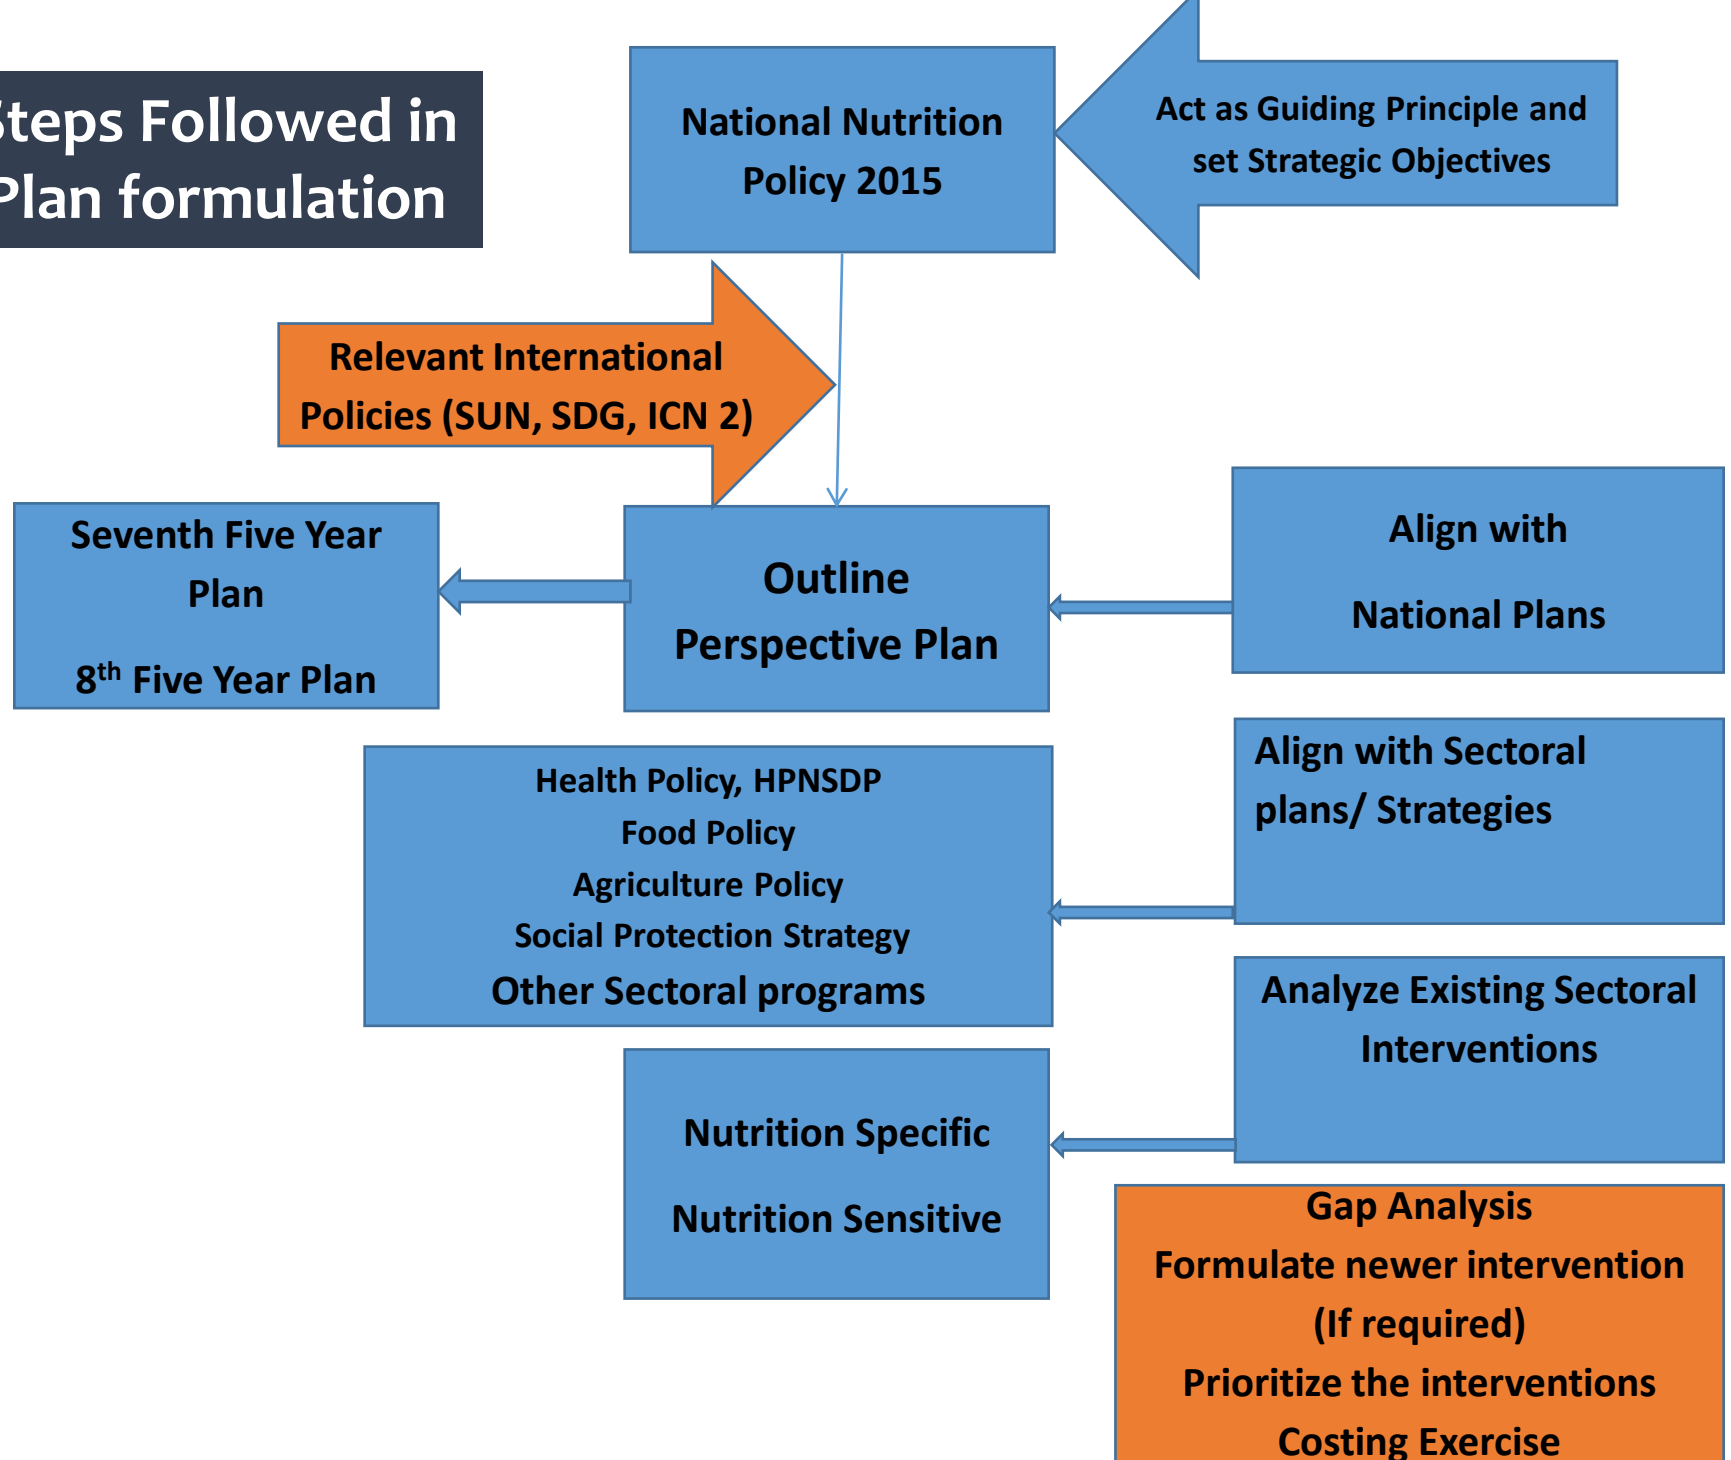 Steps Followed in
Plan formulation
National Nutrition
Policy 2015
Act as Guiding Principle and
set Strategic Objectives
Relevant International
Policies (SUN, SDG, ICN 2)
Seventh Five Year
Plan
8th Five Year Plan
Outline
Perspective Plan
Align with
National Plans
Health Policy, HPNSDP
Food Policy
Agriculture Policy
Social Protection Strategy
Other Sectoral programs
Align with Sectoral
plans/ Strategies
Nutrition Specific
Nutrition Sensitive
Analyze Existing Sectoral
Interventions
Gap Analysis
Formulate newer intervention
(If required)
Prioritize the interventions
Costing Exercise